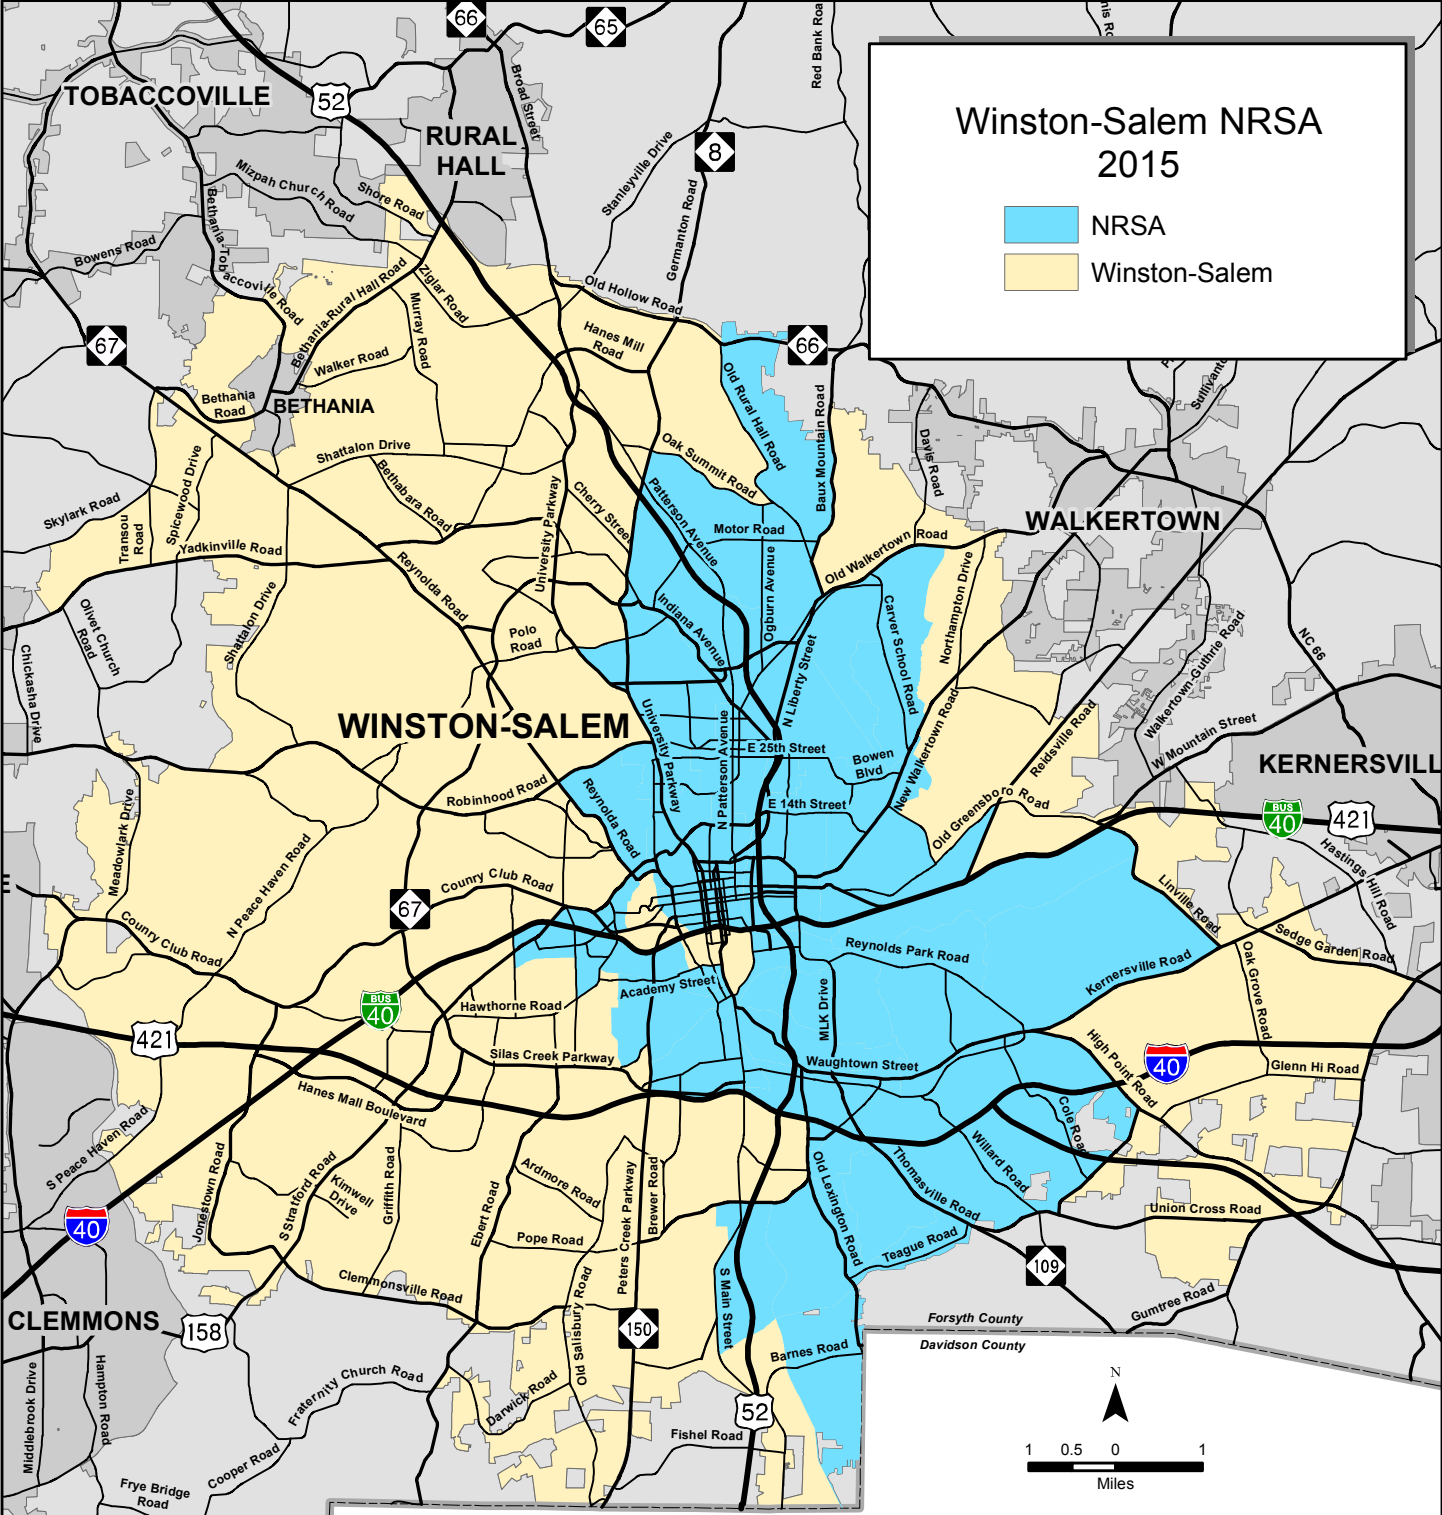 66
65
Red Bank Roa
nis Ro
Winston-Salem NRSA
2015
NRSA
Winston-Salem
TOBACCOVILLE
52
RURAL
HALL
Broad Street
8
Stanleyville Drive
Germanton Road
Mizpah Church Road
Shore Road
Bethania-Tobaccoville Road
Bowens Road
Bethania-Rural Hall Road
Ziglar Road
Murray Road
Old Hollow Road
Hanes Mill
Road
67
66
Walker Road
Bethania
Road
BETHANIA
Old Rural Hall Road
Baux Mountain Road
Sullivanto
Davis Road
Shattalon Drive
Oak Summit Road
Bethabara Road
Spicewood Drive
Skylark Road
Transou
Road
Cherry Street
University Parkway
Patterson Avenue
Motor Road
WALKERTOWN
Yadkinville Road
Reynolda Road
Old Walkertown Road
Ogburn Avenue
Indiana Avenue
Northampton Drive
Carver School Road
Olivet Church
Road
Shattalon Drive
Polo
Road
N Liberty Street
Chickasha Drive
NC 66
Walkertown-Guthrie Road
WINSTON-SALEM
University Parkway
N Patterson Avenue
E 25th Street
Bowen
Blvd
New Walkertown Road
Reidsville Road
W Mountain Street
KERNERSVILL
Robinhood Road
Reynolda Road
E 14th Street
Old Greensboro Road
BUS
40
421
Meadowlark Drive
N Peace Haven Road
Hastings Hill Road
E
67
Counry Club Road
Linville Road
Counry Club Road
Reynolds Park Road
Sedge Garden Road
Kernersville Road
Oak Grove Road
Academy Street
MLK Drive
BUS
40
Hawthorne Road
421
Silas Creek Parkway
Waughtown Street
High Point Road
40
Glenn Hi Road
Hanes Mall Boulevard
Cole Road
S Peace Haven Road
Jonestown Road
S Stratford Road
Kimwell
Drive
Griffith Road
Ardmore Road
Ebert Road
Peters Creek Parkway
Brewer Road
Old Lexington Road
Thomasville Road
Willard Road
40
Pope Road
Union Cross Road
Teague Road
109
Clemmonsville Road
Old Salisbury Road
S Main Street
Gumtree Road
CLEMMONS
158
150
Forsyth County
Davidson County
Barnes Road
Middlebrook Drive
Hampton Road
Fraternity Church Road
Darwick Road
N
52
Fishel Road
1 0.5 0 1
Miles
Cooper Road
Frye Bridge
Road